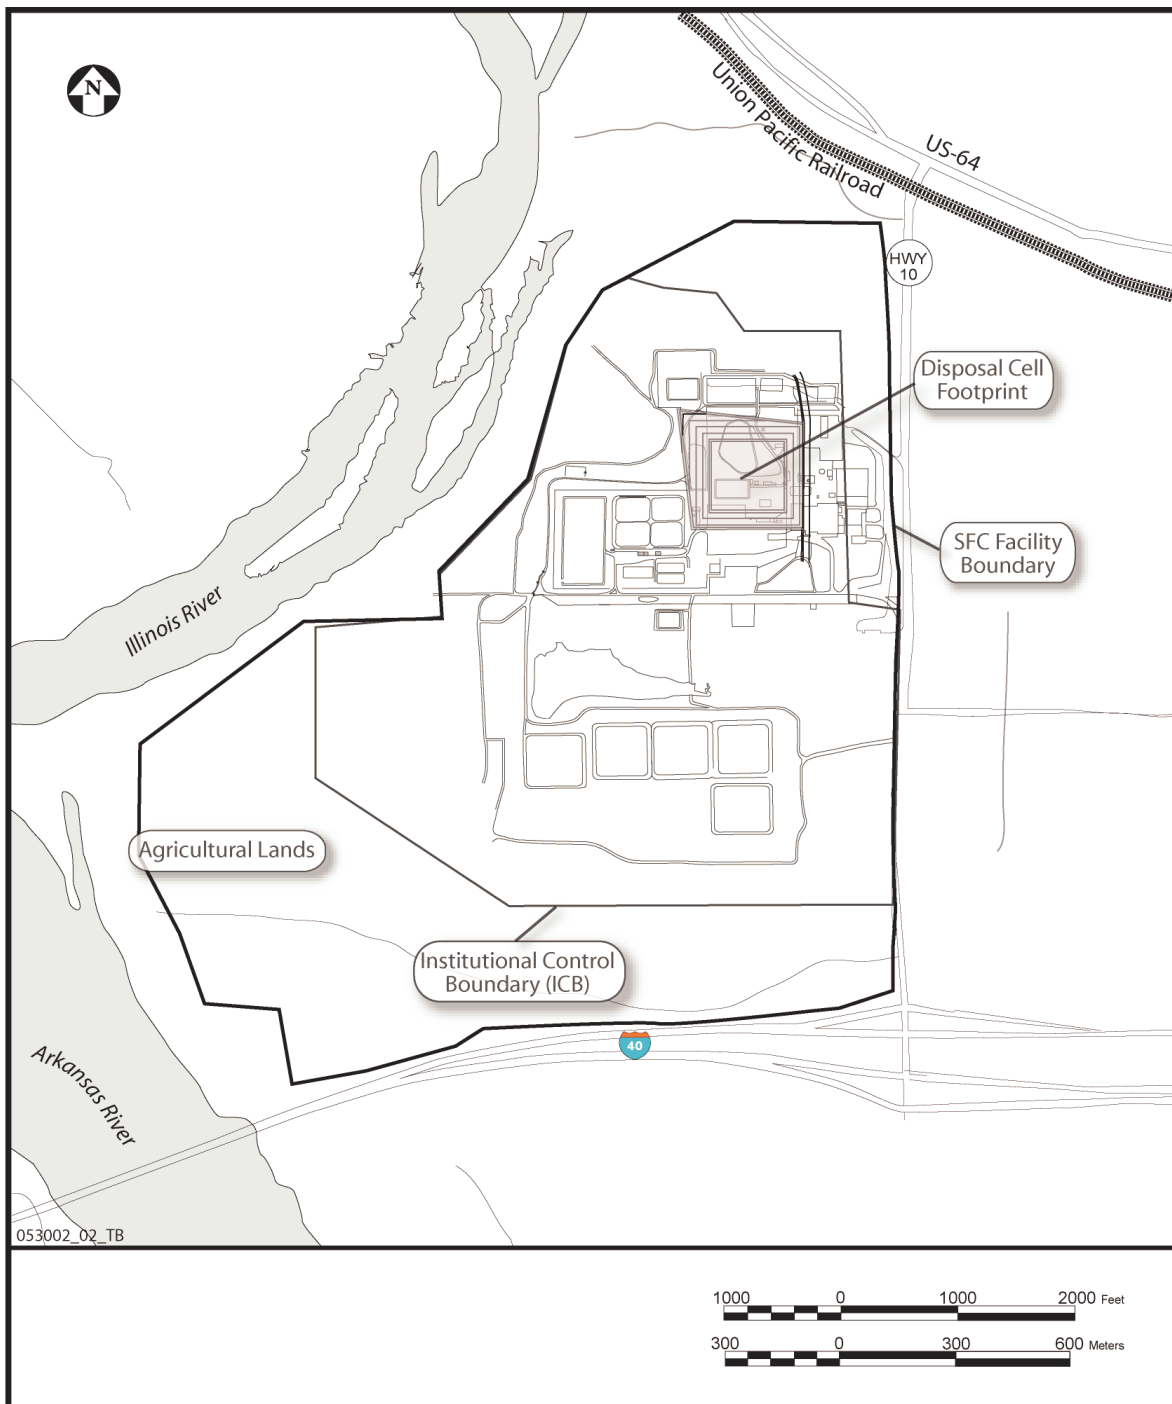 N
Union Pacific Railroad
US-64
HWY
10
Disposal Cell
Footprint
SFC Facility
Boundary
Illinois River
Agricultural Lands
Institutional Control
Boundary (ICB)
40
Arkansas River
053002_02_TB
1000 0 1000 2000 Feet
300 0 300 600 Meters